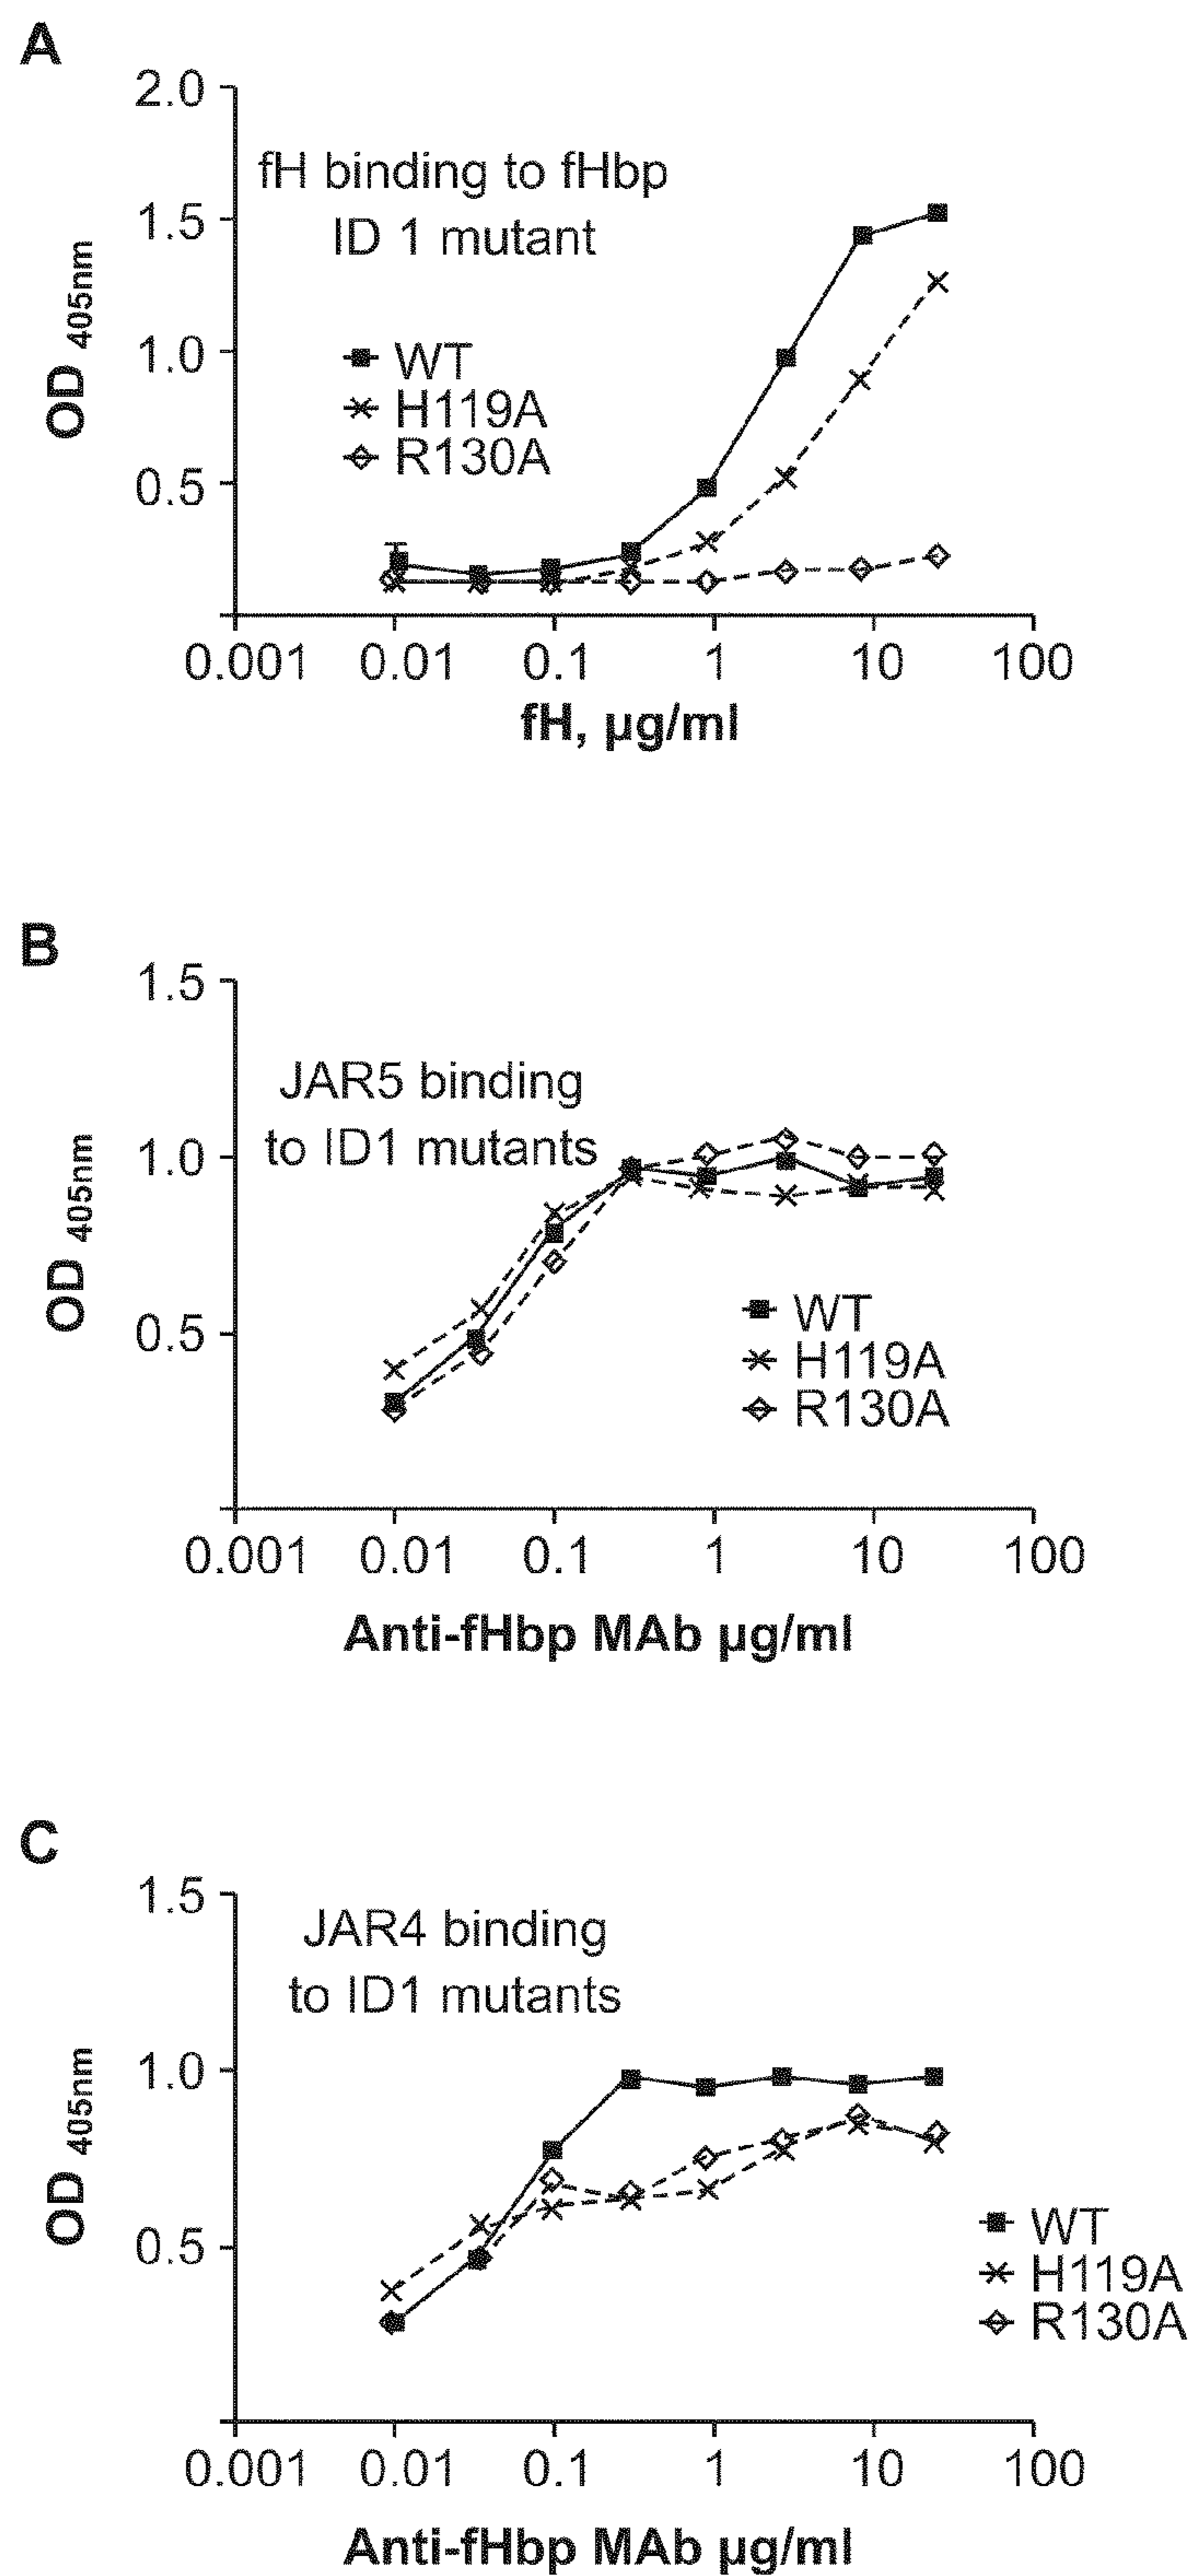 A
2.0
fH binding to fHbp
ID 1 mutant
1.5
1.0
0.5
OD 405nm
WT
H119A
R130A
0.001 0.01 0.1 1 10 100
fH, µg/ml
B
1.5
JAR5 binding
to ID1 mutants
1.0
0.5
OD 405nm
WT
H119A
R130A
0.001 0.01 0.1 1 10 100
Anti-fHbp MAb µg/ml
C
1.5
JAR4 binding
to ID1 mutants
1.0
0.5
OD 405nm
WT
H119A
R130A
0.001 0.01 0.1 1 10 100
Anti-fHbp MAb µg/ml